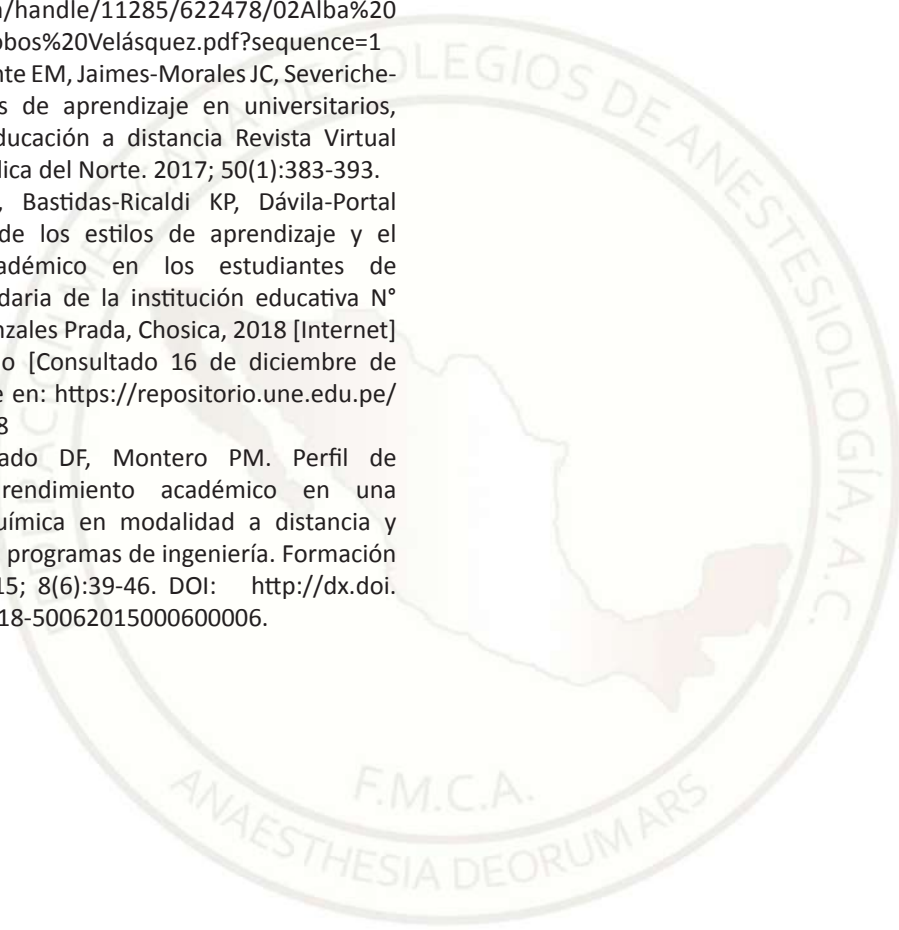 n/handle/11285/622478/02Alba%20
obos%20Velásquez.pdf?sequence=1
nte EM, Jaimes-Morales JC, Severiche-
s de aprendizaje en universitarios,
ducación a distancia Revista Virtual
lica del Norte. 2017; 50(1):383-393.
, Bastidas-Ricaldi KP, Dávila-Portal
de los estilos de aprendizaje y el
adémico en los estudiantes de
daria de la institución educativa N°
nzales Prada, Chosica, 2018 [Internet]
o [Consultado 16 de diciembre de
e en: https://repositorio.une.edu.pe/
8
ado DF, Montero PM. Perfil de
rendimiento académico en una
uímica en modalidad a distancia y
programas de ingeniería. Formación
15; 8(6):39-46. DOI: http://dx.doi.
18-50062015000600006.
MEXICANA DE COLEGIOS DE ANESTESIOLOGÍA, A.C.
F.M.C.A.
ANAESTHESIA DEORUM ARS